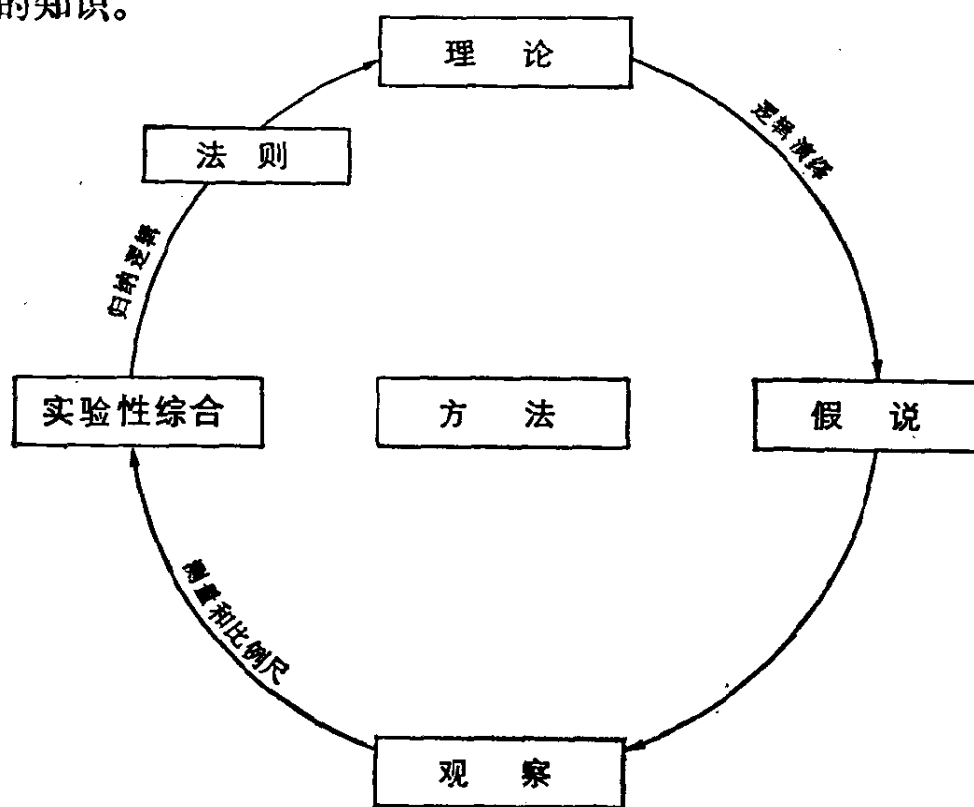 的知识。
理 论
逻辑演绎
法 则
归纳逻辑
实验性综合
方 法
假 说
测量和比例尺
观 察